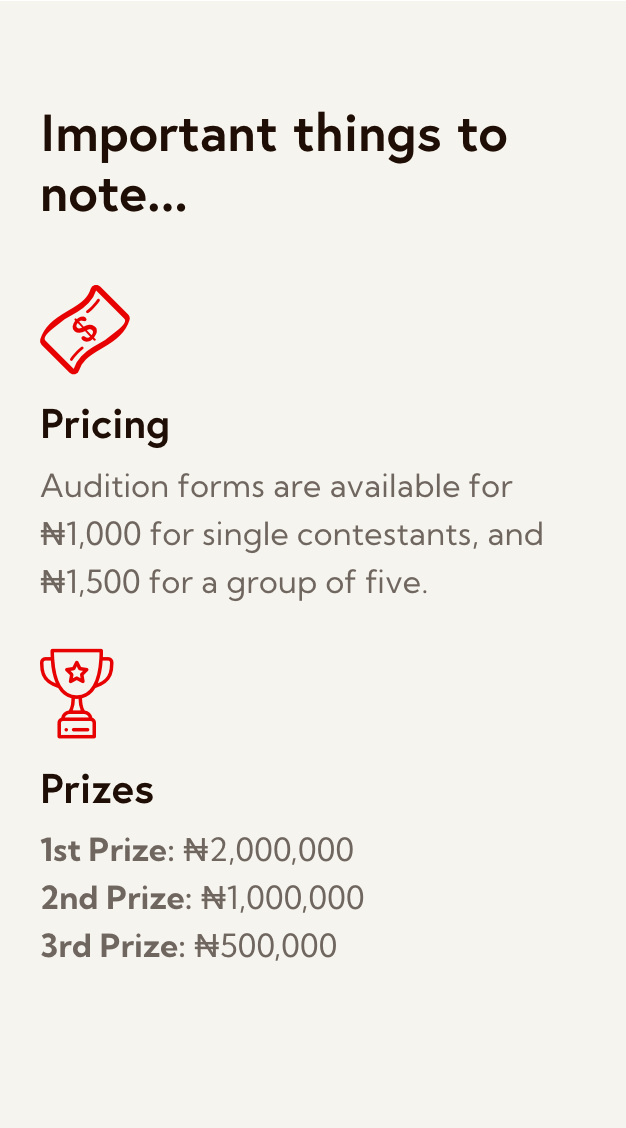 Important things to
note...
$
Pricing
Audition forms are available for
₦1,000 for single contestants, and
₦1,500 for a group of five.
Prizes
1st Prize: ₦2,000,000
2nd Prize: ₦1,000,000
3rd Prize: ₦500,000